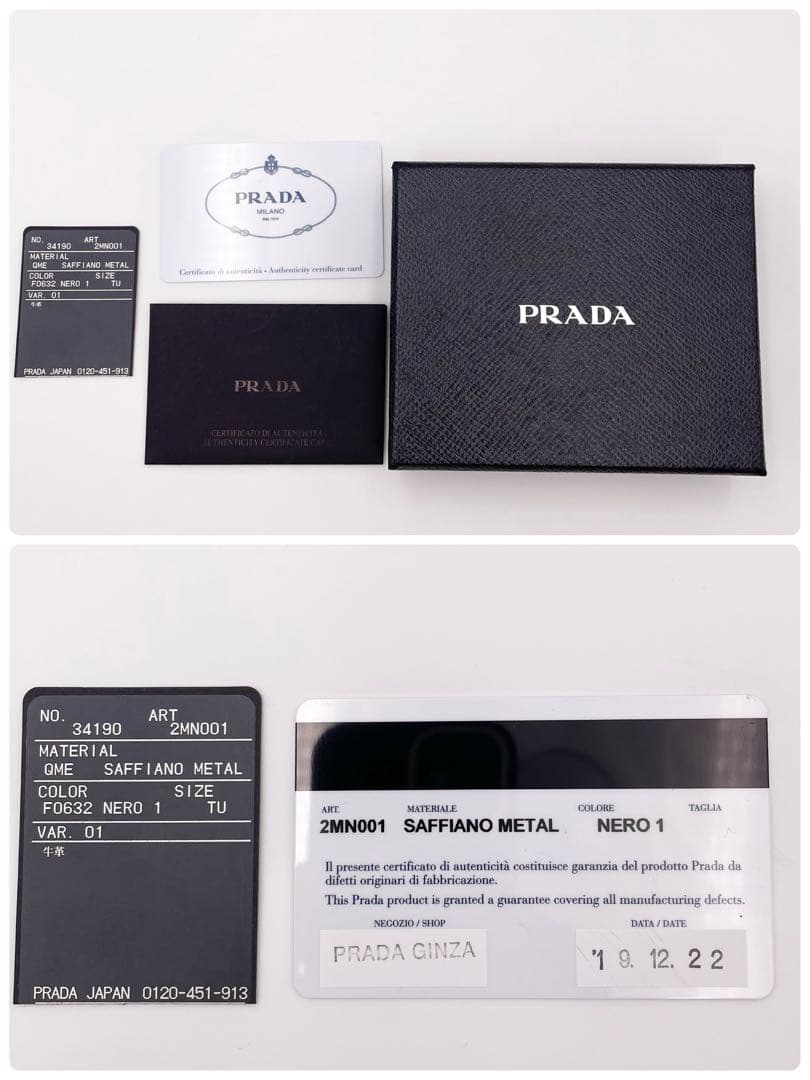 NO. ART
34190 2MN001
MATERIAL
QME SAFFIANO METAL
COLOR SIZE
F0632 NERO 1 TU
VAR. 01
牛革
PRADA JAPAN 0120-451-913
PRADA
MILANO
DAL 1913
Certificato di autenticità • Authenticity certificate card
PRADA
CERTIFICATO DI AUTENTICITÀ
AUTHENTICITY CERTIFICATE CARD
PRADA
NO. ART
34190 2MN001
MATERIAL
QME SAFFIANO METAL
COLOR SIZE
F0632 NERO 1 TU
VAR. 01
牛革
PRADA JAPAN 0120-451-913
ART. MATERIALE COLORE TAGLIA
2MN001 SAFFIANO METAL NERO 1
Il presente certificato di autenticità costituisce garanzia del prodotto Prada da
difetti originari di fabbricazione.
This Prada product is granted a guarantee covering all manufacturing defects.
NEGOZIO / SHOP DATA / DATE
PRADA GINZA '19. 12. 22